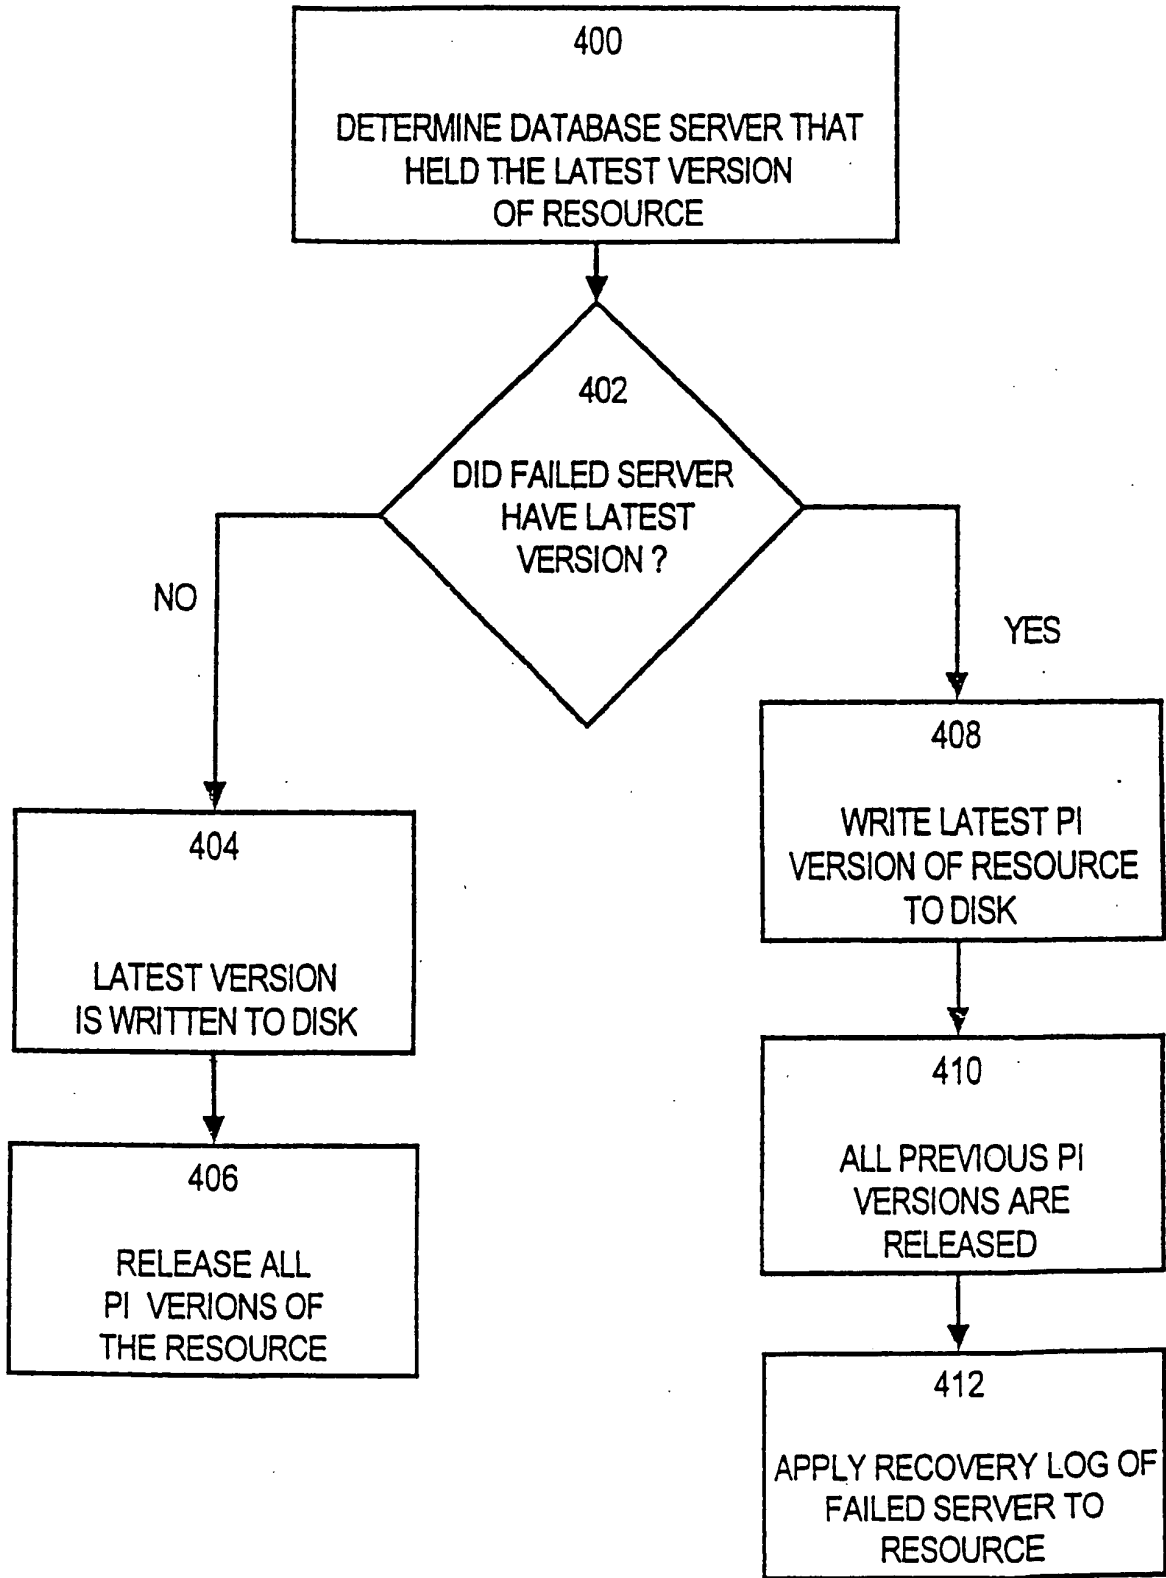 400
DETERMINE DATABASE SERVER THAT
HELD THE LATEST VERSION
OF RESOURCE
402
DID FAILED SERVER
HAVE LATEST
VERSION ?
NO
YES
404
LATEST VERSION
IS WRITTEN TO DISK
406
RELEASE ALL
PI VERIONS OF
THE RESOURCE
408
WRITE LATEST PI
VERSION OF RESOURCE
TO DISK
410
ALL PREVIOUS PI
VERSIONS ARE
RELEASED
412
APPLY RECOVERY LOG OF
FAILED SERVER TO
RESOURCE